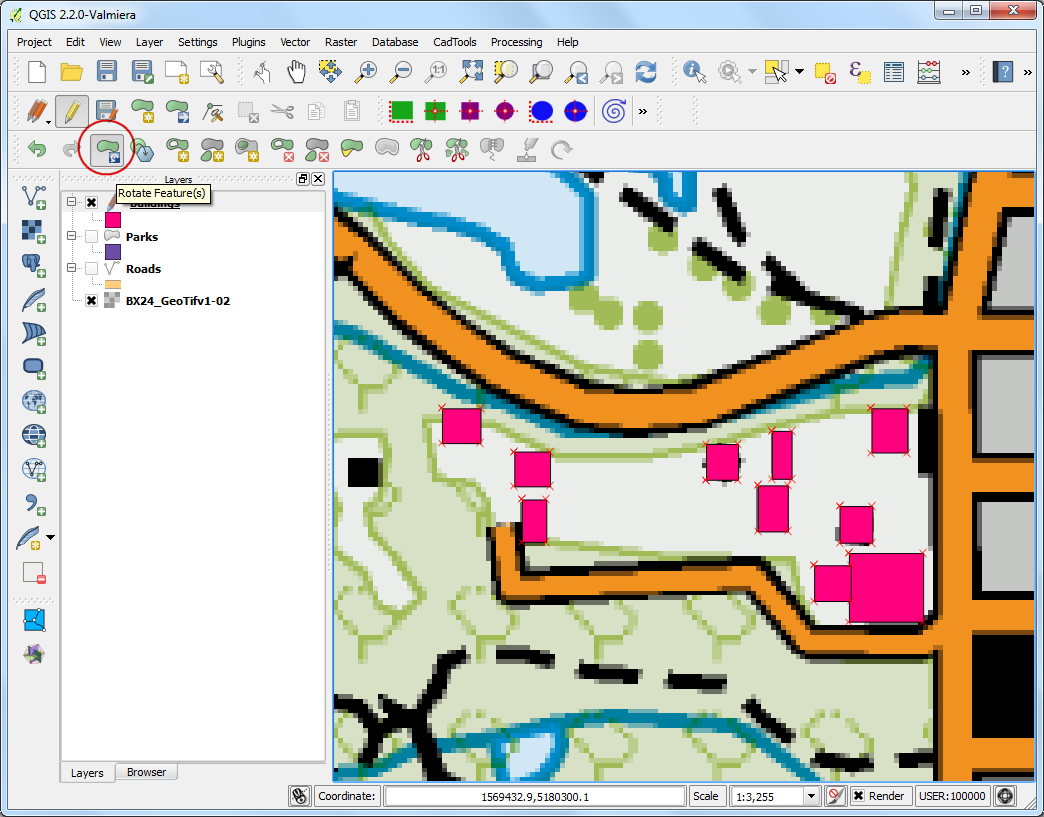 QGIS 2.2.0-Valmiera
Project Edit View Layer Settings Plugins Vector Raster Database CadTools Processing Help
1:1
»
?
»
»
Layers
Rotate Feature(s)
Buildings
Parks
Roads
BX24_GeoTifv1-02
Layers Browser
Coordinate: 1569432.9,5180300.1 Scale 1:3,255 Render USER:100000